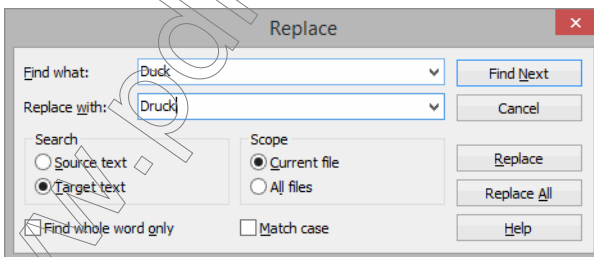 Replace
Find what: Duck Find Next
Replace with: Druck Cancel
Search Scope
Source text Current file Replace
Target text All files Replace All
Find whole word only Match case Help